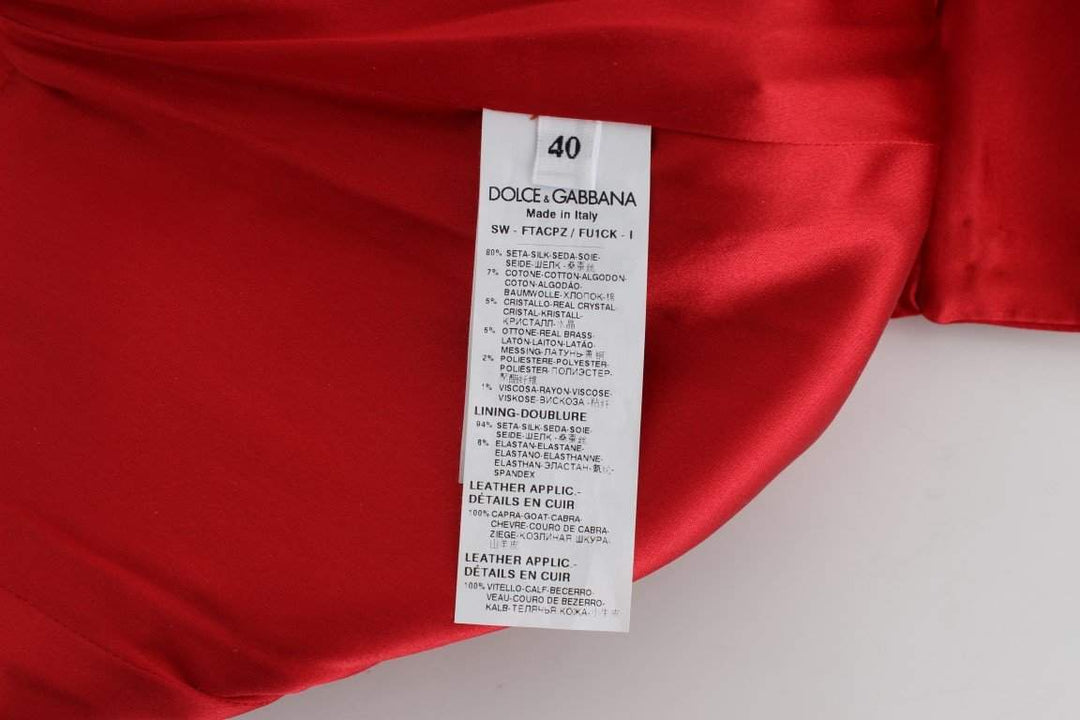 40
DOLCE & GABBANA
Made in Italy
SW - FTACPZ / FU1CK - I
80% SETA-SILK-SEDA-SOIE-
SEIDE-ШЕЛК-桑蚕丝
7% COTONE-COTTON-ALGODON-
COTON-ALGODÃO-
BAUMWOLLE-ХЛОПОК-棉
5% CRISTALLO-REAL CRYSTAL-
CRISTAL-KRISTALL-
КРИСТАЛЛ-水晶
5% OTTONE-REAL BRASS-
LATÓN-LAITON-LATÃO-
MESSING-ЛАТУНЬ-黄铜
2% POLIESTERE-POLYESTER-
POLIÉSTER-ПОЛИЭСТЕР-
聚酯纤维
1% VISCOSA-RAYON-VISCOSE-
VISKOSE-ВИСКОЗА-粘纤
LINING-DOUBLURE
94% SETA-SILK-SEDA-SOIE-
SEIDE-ШЕЛК-桑蚕丝
6% ELASTAN-ELASTANE-
ELASTANO-ELASTHANNE-
ELASTHAN-ЭЛАСТАН-
SPANDEX
LEATHER APPLIC.-
DÉTAILS EN CUIR
100% CAPRA-GOAT-CABRA-
CHEVRE-COURO DE CABRA-
ZIEGE-КОЗЛИНАЯ ШКУРА-
山羊皮
LEATHER APPLIC.-
DÉTAILS EN CUIR
100% VITELLO-CALF-BECERRO-
VEAU-COURO DE BEZERRO-
KALB-ТЕЛЯЧЬЯ КОЖА-小羊皮